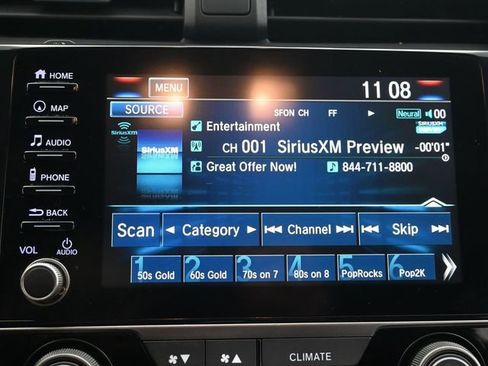 HOME
MENU
11 08
SOURCE
SFON CH FF
Neural
00
MAP
SiriusXM
SiriusXM
Entertainment
AUDIO
CH 001 SiriusXM Preview -00'01"
Great Offer Now! 844-711-8800
PHONE
BACK
Scan Category Channel Skip
VOL AUDIO
1 2 3 4 5 6
50s Gold 60s Gold 70s on 7 80s on 8 PopRocks Pop2K
CLIMATE